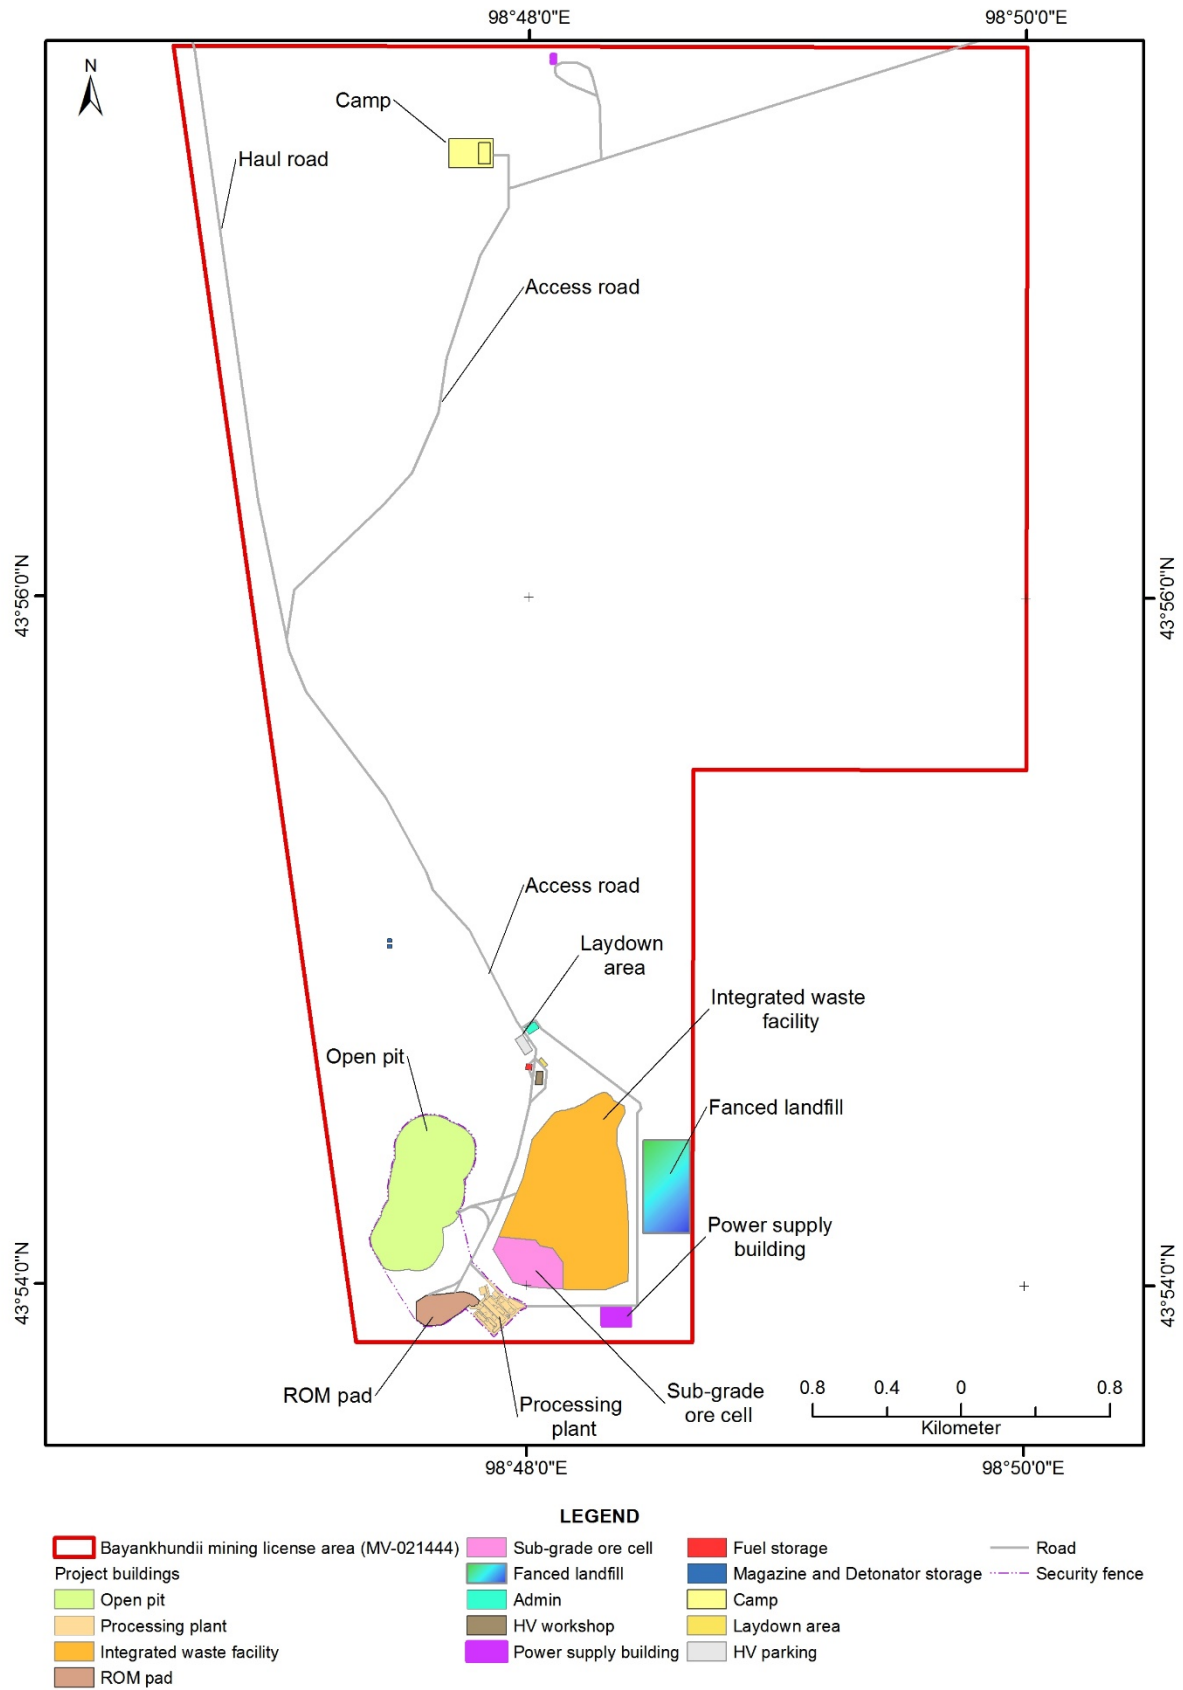 98°48'0"E 98°50'0"E
N
Camp
Haul road
Access road
43°56'0"N 43°56'0"N
Access road
Laydown
area
Integrated waste
facility
Open pit
Fanced landfill
Power supply
building
43°54'0"N 43°54'0"N
ROM pad
Processing
plant
Sub-grade
ore cell
0.8 0.4 0 0.8
Kilometer
98°48'0"E 98°50'0"E
LEGEND
Bayankhundii mining license area (MV-021444)
Project buildings
Open pit
Processing plant
Integrated waste facility
ROM pad
Sub-grade ore cell
Fanced landfill
Admin
HV workshop
Power supply building
Fuel storage
Magazine and Detonator storage
Camp
Laydown area
HV parking
Road
Security fence